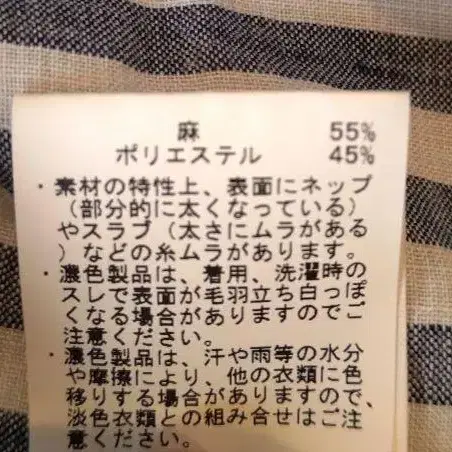 麻 55%
ポリエステル 45%
・素材の特性上、表面にネップ
（部分的に太くなっている）
やスラブ（太さにムラがある
）などの糸ムラがあります。
・濃色製品は、着用、洗濯時の
スレで表面が毛羽立ち白っぽ
くなる場合がありますのでご
注意ください。
・濃色製品は、汗や雨等の水分
や摩擦により、他の衣類に色
移りする場合がありますので、
淡色衣類との組み合せはご注
意ください。